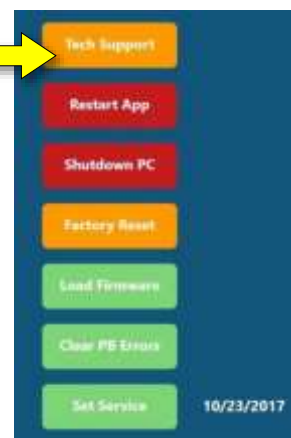 Tech Support
Restart App
Shutdown PC
Factory Reset
Load Firmware
Clear PB Errors
Set Service 10/23/2017